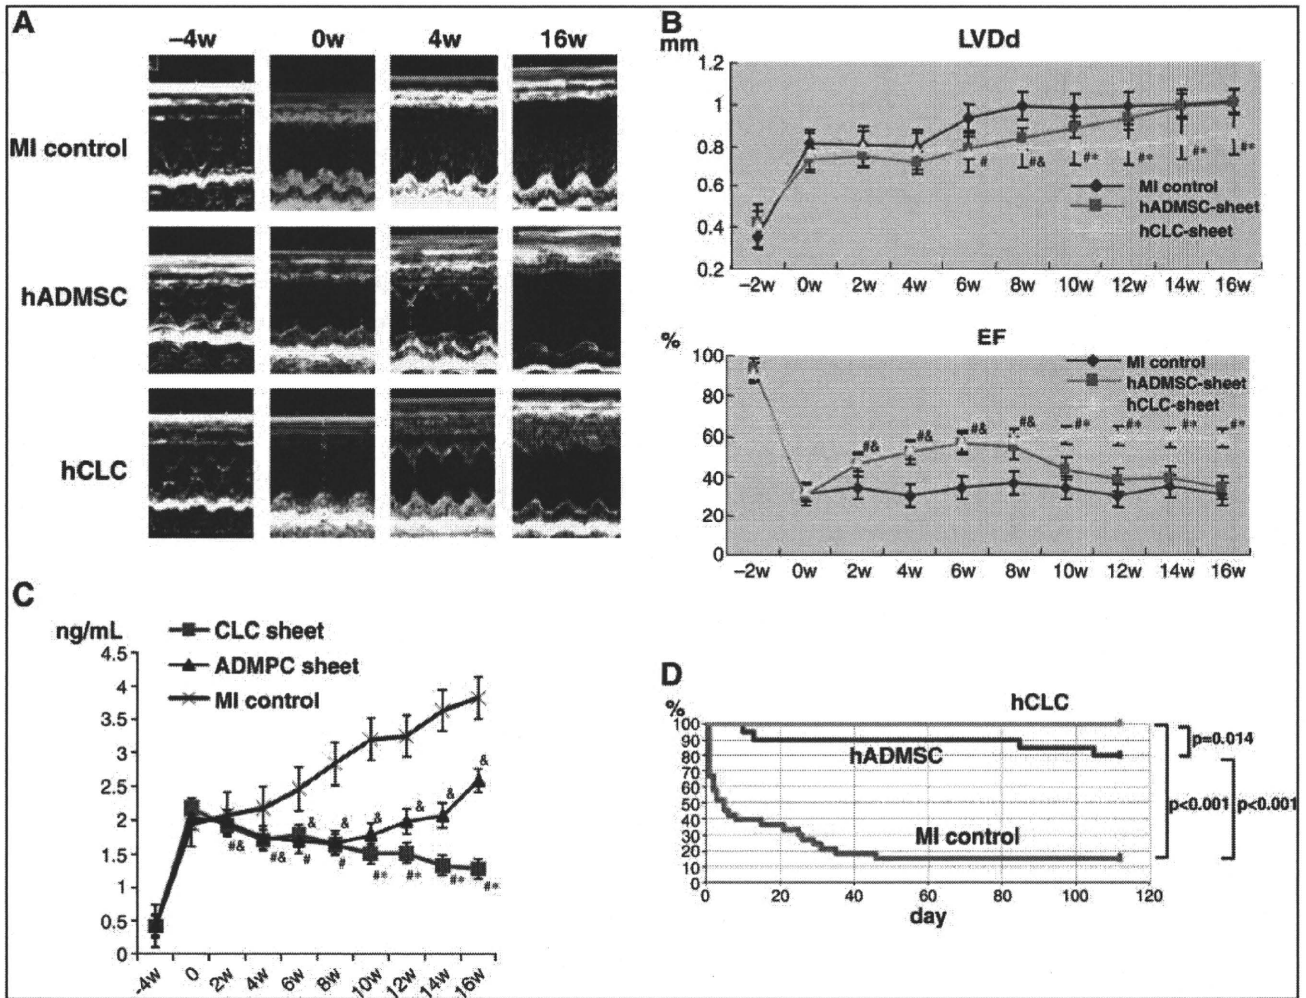 A
–4w 0w 4w 16w
MI control
hADMSC
hCLC
B
mm
LVDd
1.2
1
0.8
0.6
0.4
0.2
# #& #* #* #* #*
MI control
hADMSC-sheet
hCLC-sheet
–2w 0w 2w 4w 6w 8w 10w 12w 14w 16w
%
EF
100
80
60
40
20
0
MI control
hADMSC-sheet
hCLC-sheet
#& #& #& #& #* #* #* #*
–2w 0w 2w 4w 6w 8w 10w 12w 14w 16w
C
ng/mL
CLC sheet
ADMPC sheet
MI control
4.5
4
3.5
3
2.5
2
1.5
1
0.5
0
& & & & & &
#& #& # # #* #* #* #*
-4w 0 2w 4w 6w 8w 10w 12w 14w 16w
D
%
hCLC
100
90
80
70
60
50
40
30
20
10
0
hADMSC
MI control
p=0.014
p<0.001 p<0.001
0 20 40 60 80 100 120
day